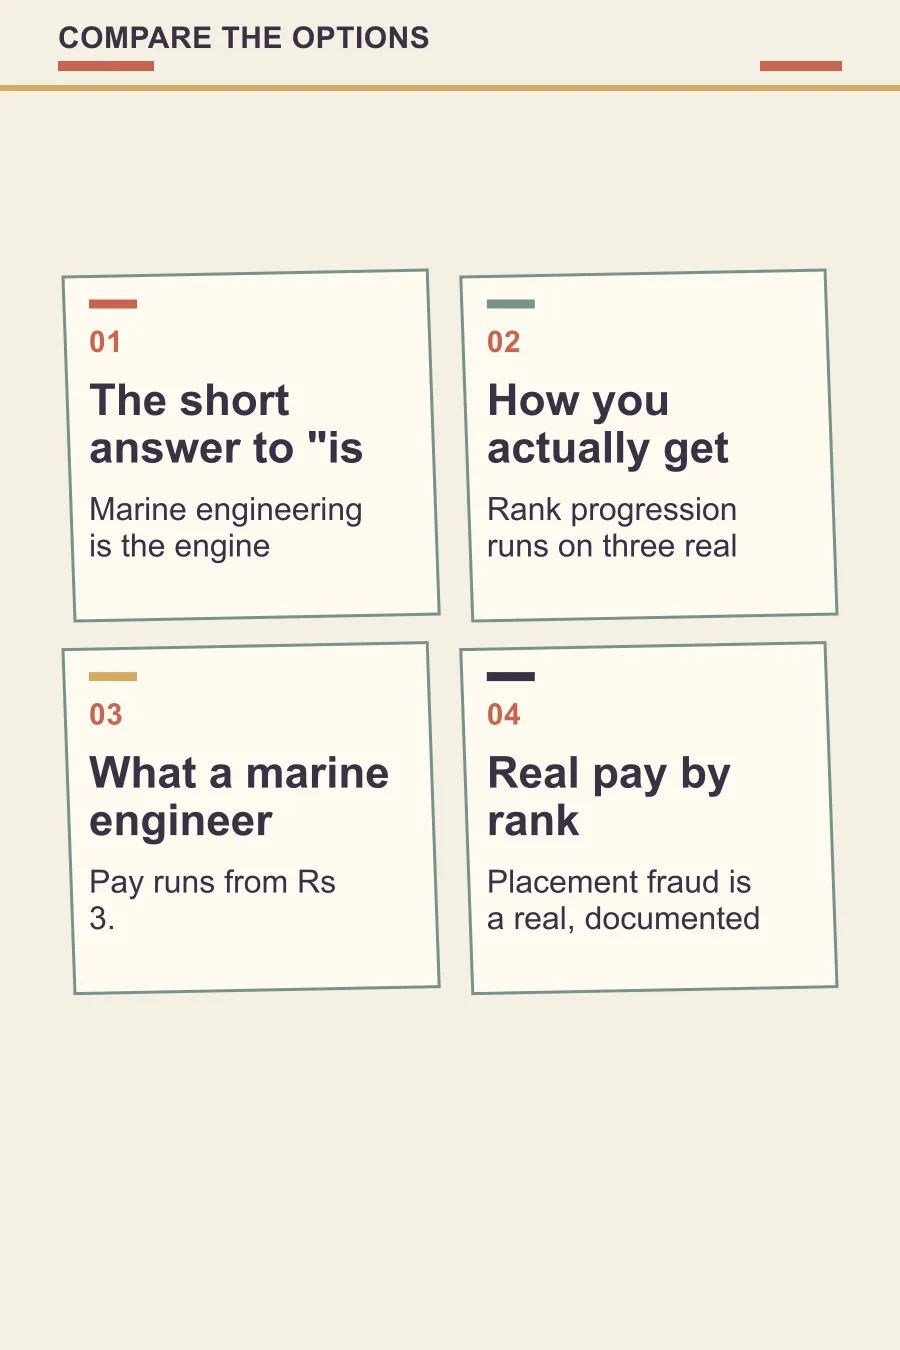 COMPARE THE OPTIONS
01
The short
answer to "is
Marine engineering
is the engine
02
How you
actually get
Rank progression
runs on three real
03
What a marine
engineer
Pay runs from Rs
3.
04
Real pay by
rank
Placement fraud is
a real, documented